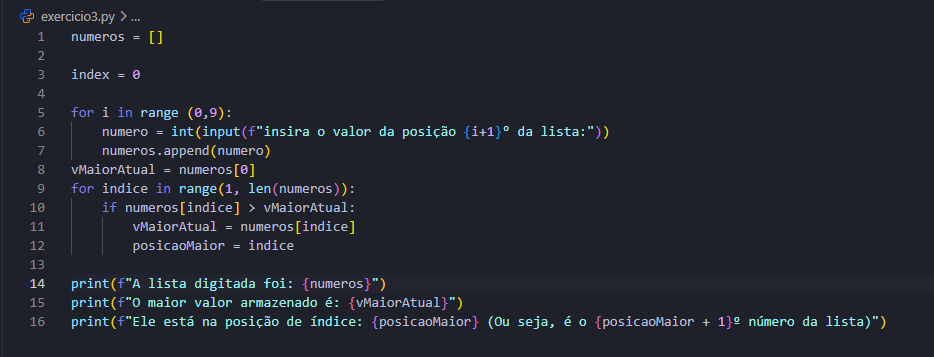 exercicio3.py > ...
1 numeros = []
2
3 index = 0
4
5 for i in range (0,9):
6     numero = int(input(f"insira o valor da posição {i+1}º da lista:"))
7     numeros.append(numero)
8 vMaiorAtual = numeros[0]
9 for indice in range(1, len(numeros)):
10     if numeros[indice] > vMaiorAtual:
11         vMaiorAtual = numeros[indice]
12         posicaoMaior = indice
13
14 print(f"A lista digitada foi: {numeros}")
15 print(f"O maior valor armazenado é: {vMaiorAtual}")
16 print(f"Ele está na posição de índice: {posicaoMaior} (Ou seja, é o {posicaoMaior + 1}º número da lista)")